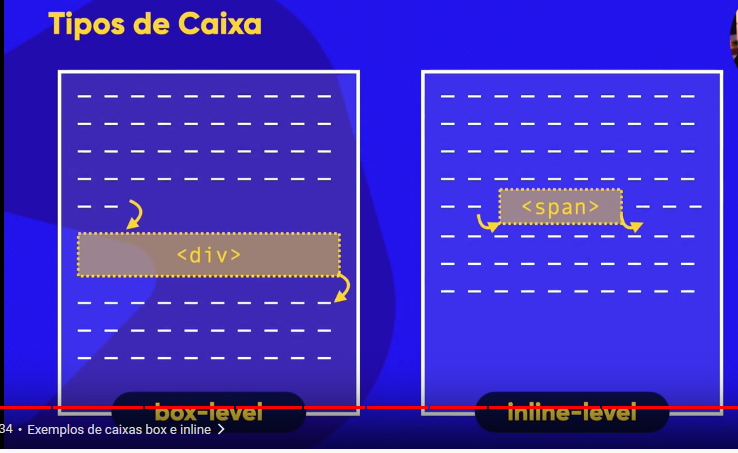 Tipos de Caixa
<div>
<span>
box-level
inline-level
34 • Exemplos de caixas box e inline >